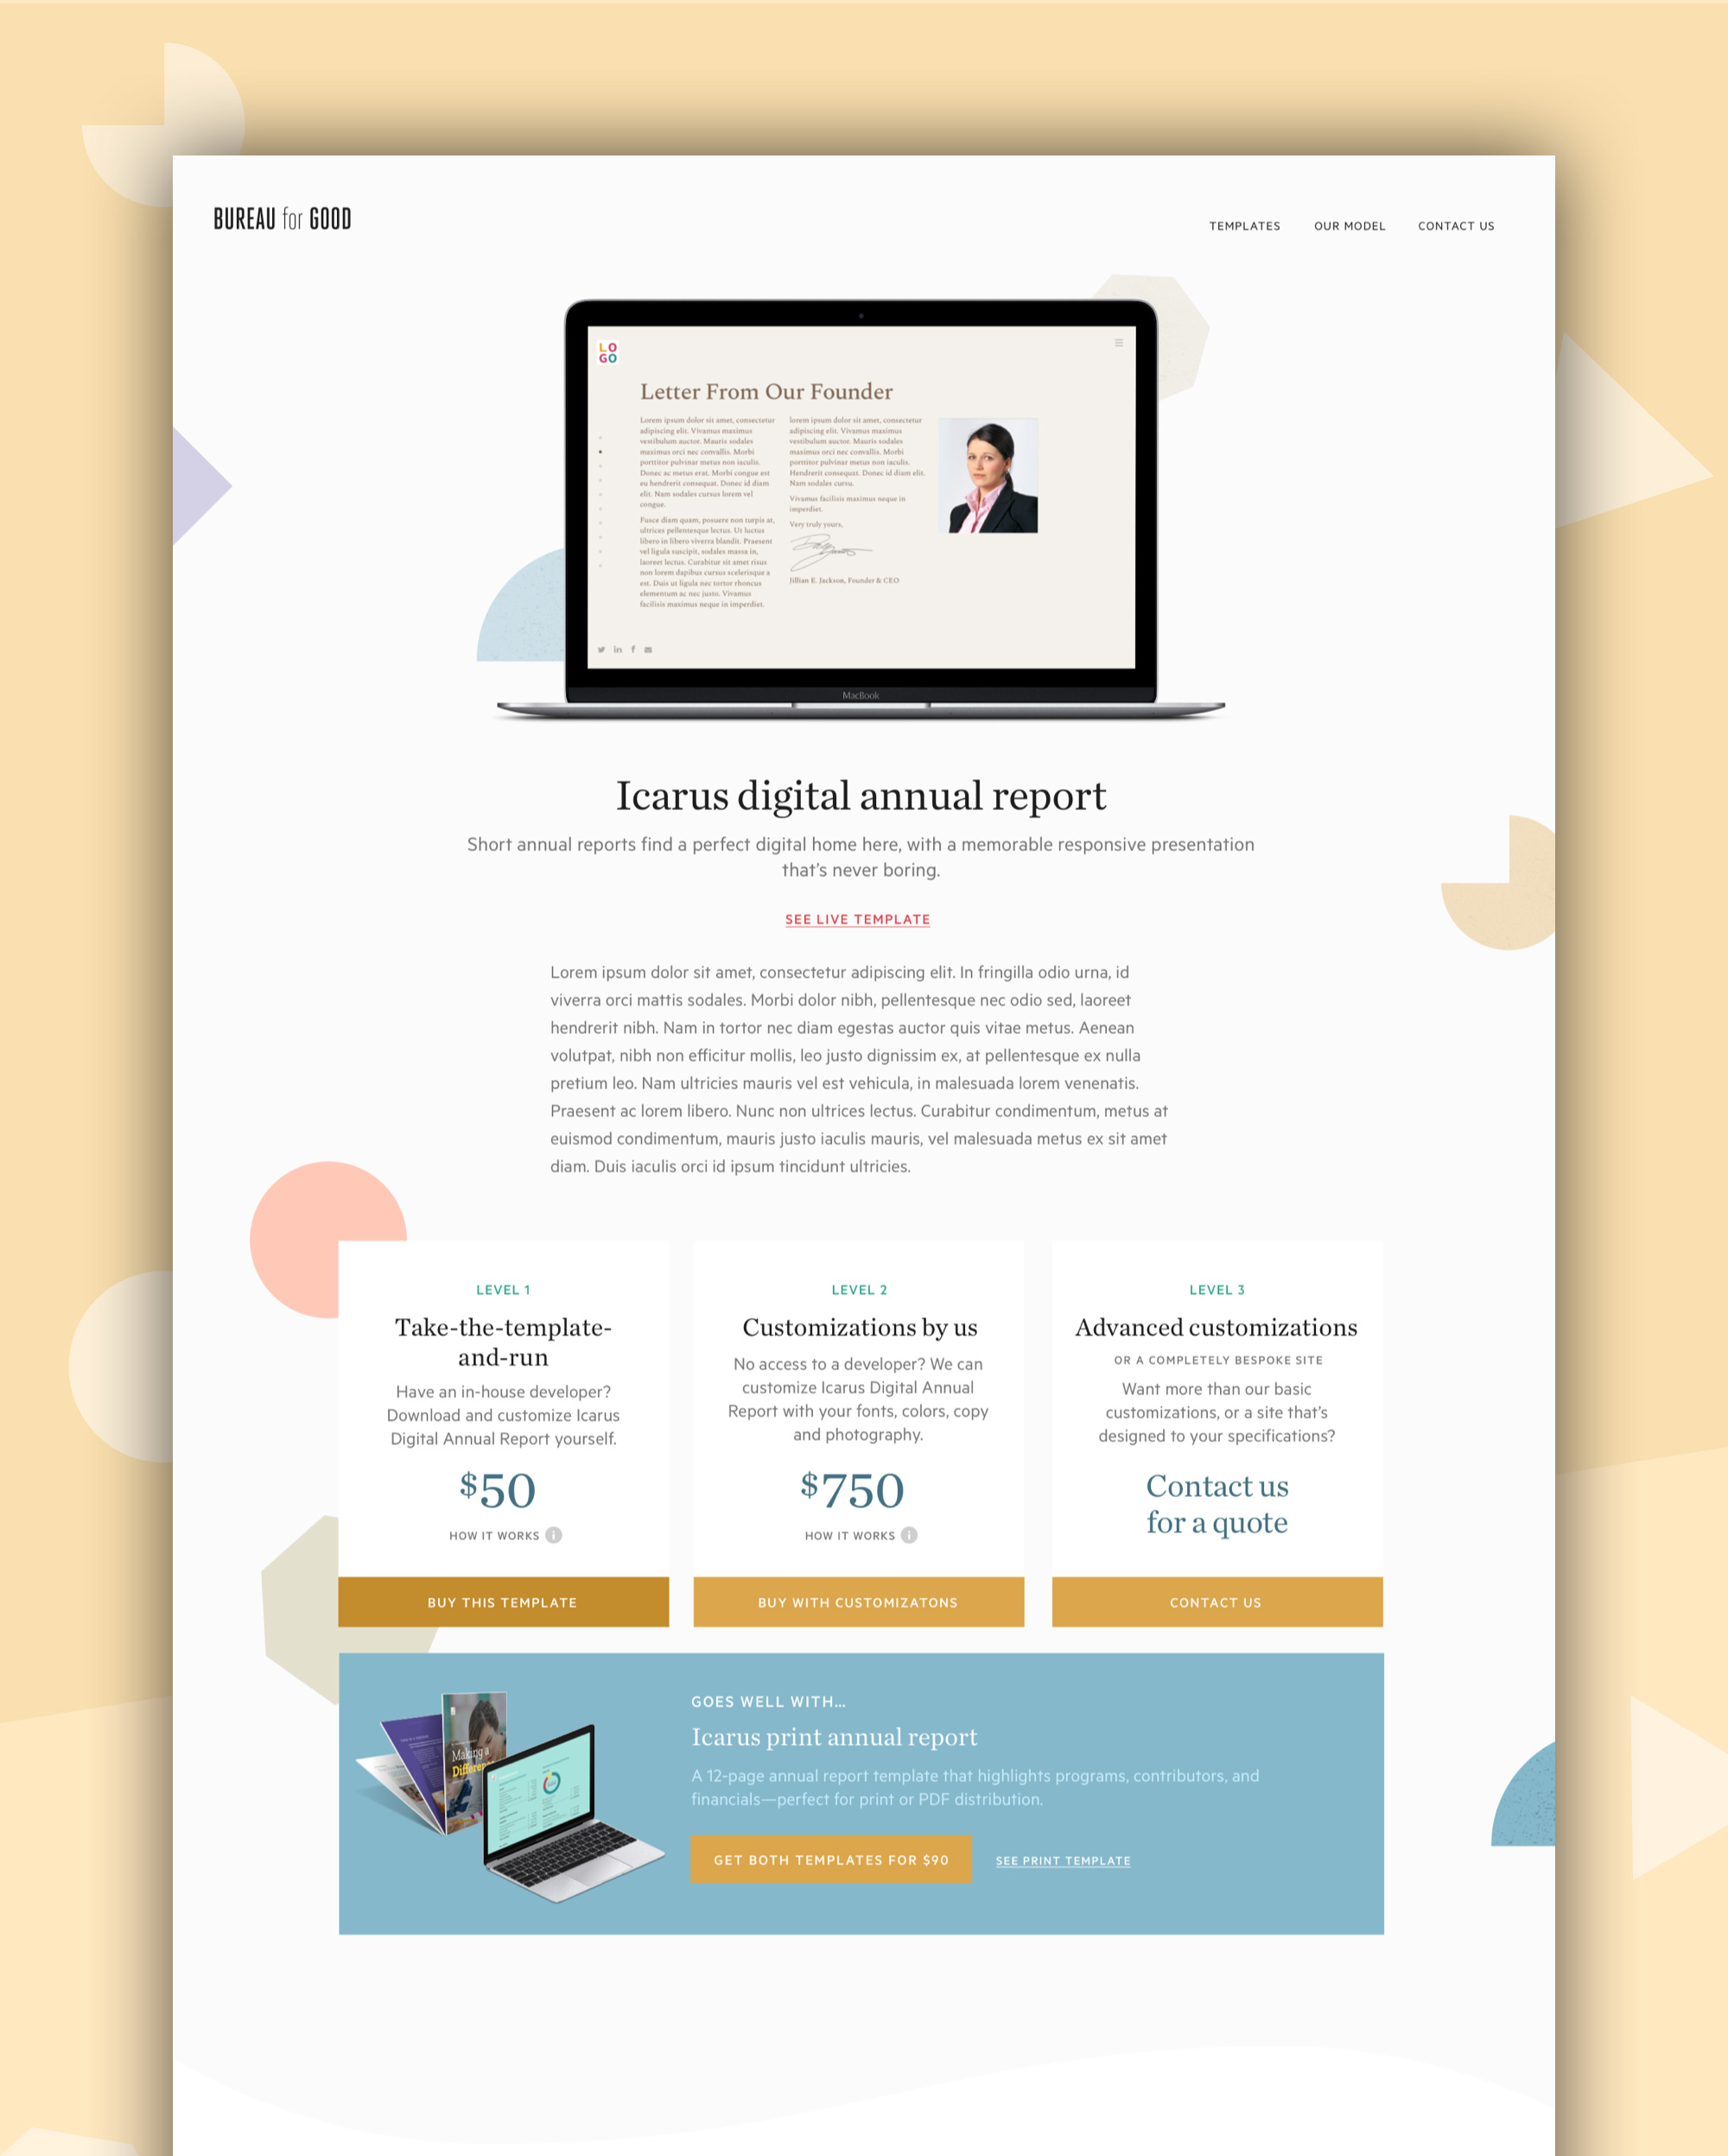 BUREAU for GOOD
TEMPLATES OUR MODEL CONTACT US
LO
GO
Letter From Our Founder
Lorem ipsum dolor sit amet, consectetur
adipiscing elit. Vivamus maximus
vestibulum auctor. Mauris sodales
maximus orci nec convallis. Morbi
porttitor pulvinar metus non iaculis.
Donec ac metus erat. Morbi congue est
eu hendrerit consequat. Donec id diam
elit. Nam sodales cursus lorem vel
congue.
Fusce diam quam, posuere non turpis at,
ultrices pellentesque lectus. Ut luctus
libero in libero viverra blandit. Praesent
vel ligula suscipit, sodales massa in,
laoreet lectus. Curabitur sit amet risus
non lorem dapibus cursus scelerisque a
est. Duis ut ligula nec tortor rhoncus
elementum ac nec justo. Vivamus
facilisis maximus neque in imperdiet.
lorem ipsum dolor sit amet, consectetur
adipiscing elit. Vivamus maximus
vestibulum auctor. Mauris sodales
maximus orci nec convallis. Morbi
porttitor pulvinar metus non iaculis.
Hendrerit consequat. Donec id diam elit.
Nam sodales cursu.
Vivamus facilisis maximus neque in
imperdiet.
Very truly yours,
Jillian E. Jackson, Founder & CEO
MacBook
Icarus digital annual report
Short annual reports find a perfect digital home here, with a memorable responsive presentation
that's never boring.
SEE LIVE TEMPLATE
Lorem ipsum dolor sit amet, consectetur adipiscing elit. In fringilla odio urna, id
viverra orci mattis sodales. Morbi dolor nibh, pellentesque nec odio sed, laoreet
hendrerit nibh. Nam in tortor nec diam egestas auctor quis vitae metus. Aenean
volutpat, nibh non efficitur mollis, leo justo dignissim ex, at pellentesque ex nulla
pretium leo. Nam ultricies mauris vel est vehicula, in malesuada lorem venenatis.
Praesent ac lorem libero. Nunc non ultrices lectus. Curabitur condimentum, metus at
euismod condimentum, mauris justo iaculis mauris, vel malesuada metus ex sit amet
diam. Duis iaculis orci id ipsum tincidunt ultricies.
LEVEL 1
Take-the-template-
and-run
Have an in-house developer?
Download and customize Icarus
Digital Annual Report yourself.
$50
HOW IT WORKS
BUY THIS TEMPLATE
LEVEL 2
Customizations by us
No access to a developer? We can
customize Icarus Digital Annual
Report with your fonts, colors, copy
and photography.
$750
HOW IT WORKS
BUY WITH CUSTOMIZATONS
LEVEL 3
Advanced customizations
OR A COMPLETELY BESPOKE SITE
Want more than our basic
customizations, or a site that's
designed to your specifications?
Contact us
for a quote
CONTACT US
Making a
Difference
GOES WELL WITH...
Icarus print annual report
A 12-page annual report template that highlights programs, contributors, and
financials—perfect for print or PDF distribution.
GET BOTH TEMPLATES FOR $90
SEE PRINT TEMPLATE